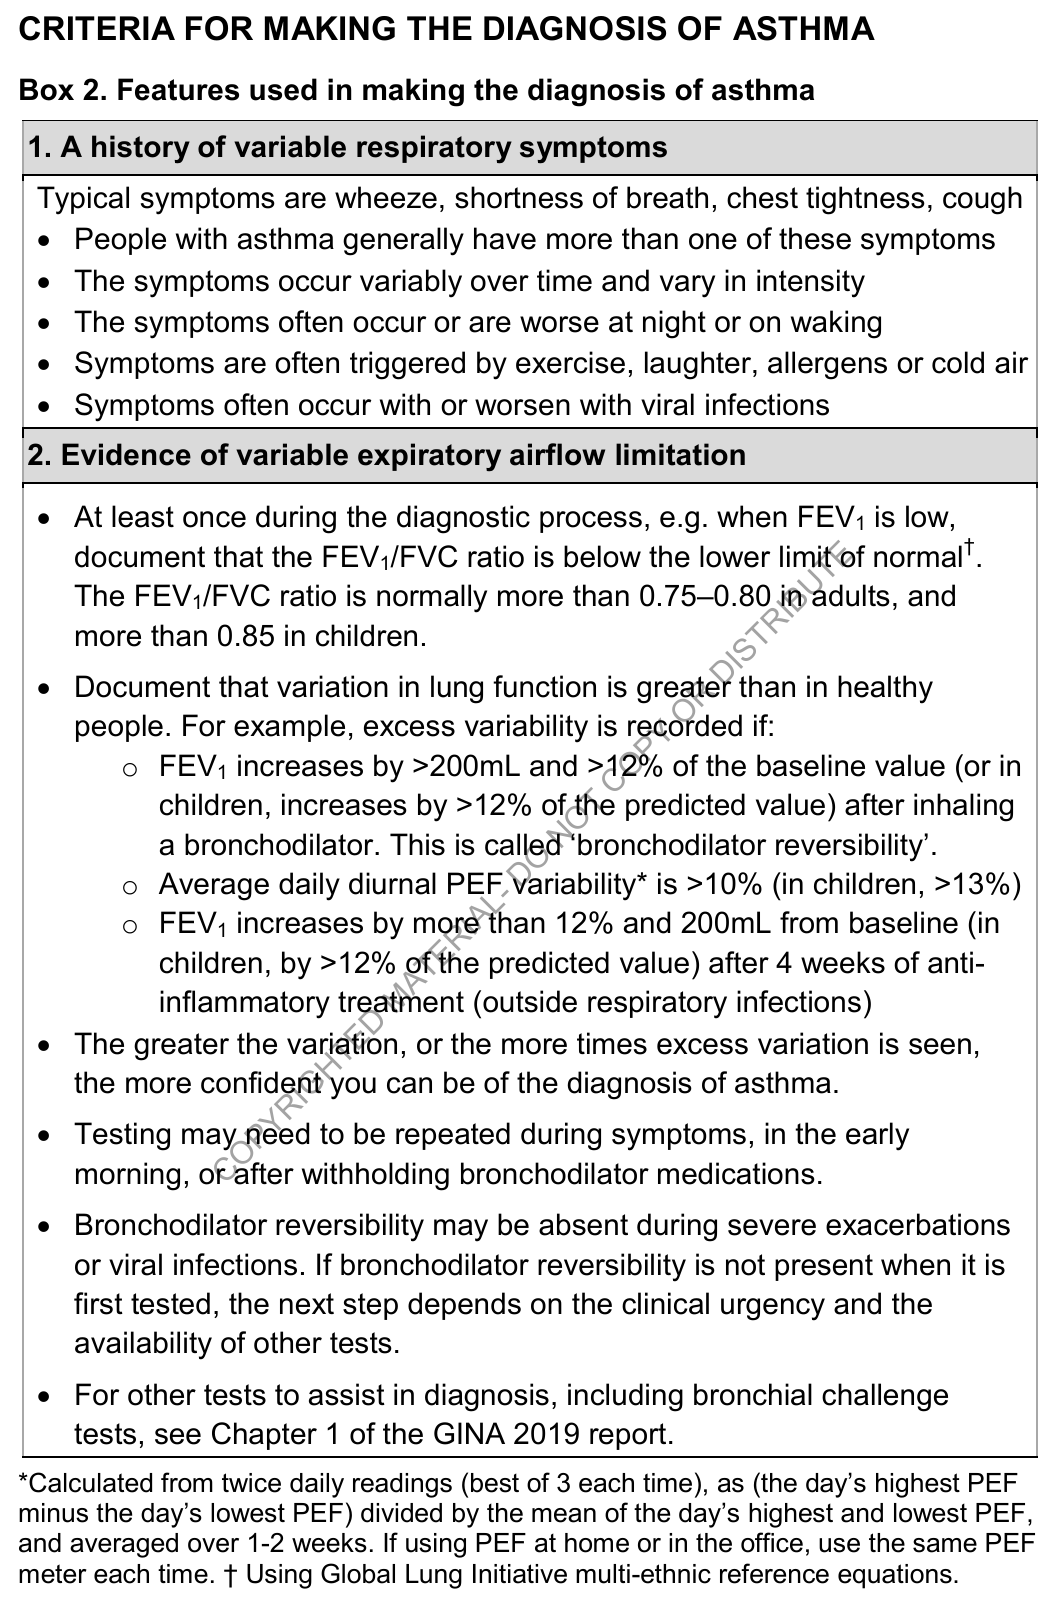 CRITERIA FOR MAKING THE DIAGNOSIS OF ASTHMA
Box 2. Features used in making the diagnosis of asthma
1. A history of variable respiratory symptoms
Typical symptoms are wheeze, shortness of breath, chest tightness, cough
• People with asthma generally have more than one of these symptoms
• The symptoms occur variably over time and vary in intensity
• The symptoms often occur or are worse at night or on waking
• Symptoms are often triggered by exercise, laughter, allergens or cold air
• Symptoms often occur with or worsen with viral infections
2. Evidence of variable expiratory airflow limitation
• At least once during the diagnostic process, e.g. when FEV₁ is low,
document that the FEV₁/FVC ratio is below the lower limit of normal†.
The FEV₁/FVC ratio is normally more than 0.75–0.80 in adults, and
more than 0.85 in children.
• Document that variation in lung function is greater than in healthy
people. For example, excess variability is recorded if:
o FEV₁ increases by >200mL and >12% of the baseline value (or in
children, increases by >12% of the predicted value) after inhaling
a bronchodilator. This is called ‘bronchodilator reversibility’.
o Average daily diurnal PEF variability* is >10% (in children, >13%)
o FEV₁ increases by more than 12% and 200mL from baseline (in
children, by >12% of the predicted value) after 4 weeks of anti-
inflammatory treatment (outside respiratory infections)
• The greater the variation, or the more times excess variation is seen,
the more confident you can be of the diagnosis of asthma.
• Testing may need to be repeated during symptoms, in the early
morning, or after withholding bronchodilator medications.
• Bronchodilator reversibility may be absent during severe exacerbations
or viral infections. If bronchodilator reversibility is not present when it is
first tested, the next step depends on the clinical urgency and the
availability of other tests.
• For other tests to assist in diagnosis, including bronchial challenge
tests, see Chapter 1 of the GINA 2019 report.
*Calculated from twice daily readings (best of 3 each time), as (the day’s highest PEF
minus the day’s lowest PEF) divided by the mean of the day’s highest and lowest PEF,
and averaged over 1-2 weeks. If using PEF at home or in the office, use the same PEF
meter each time. † Using Global Lung Initiative multi-ethnic reference equations.
COPYRIGHTED MATERIAL- DO NOT COPY OR DISTRIBUTE